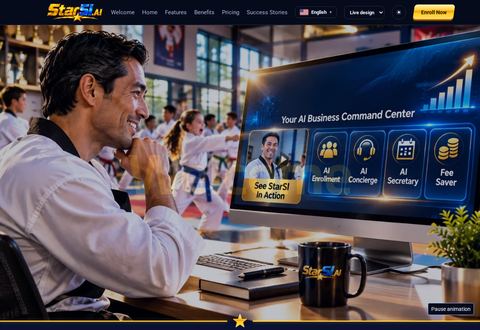 StarSI.AI
Welcome Home Features Benefits Pricing Success Stories English Live design Enroll Now
Your AI Business Command Center
See StarSI
in Action
AI
Enrollment
AI
Concierge
AI
Secretary
Fee
Saver
StarSI.AI
Pause animation